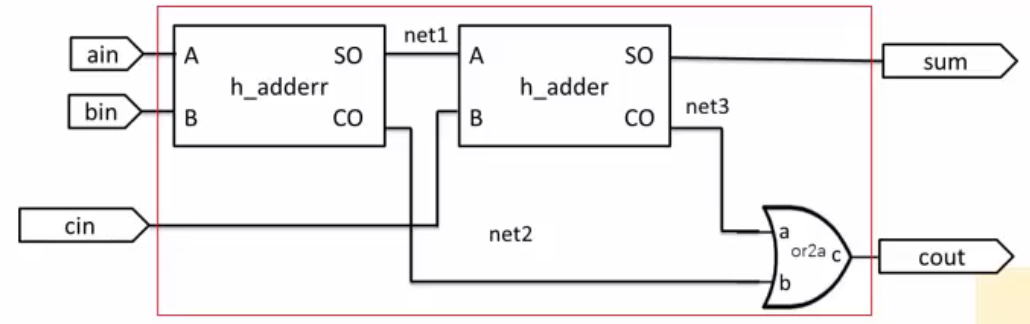 ain
bin
cin
A
B
SO
CO
h_adderr
net1
A
B
SO
CO
h_adder
net3
net2
a
b
or2a
c
sum
cout